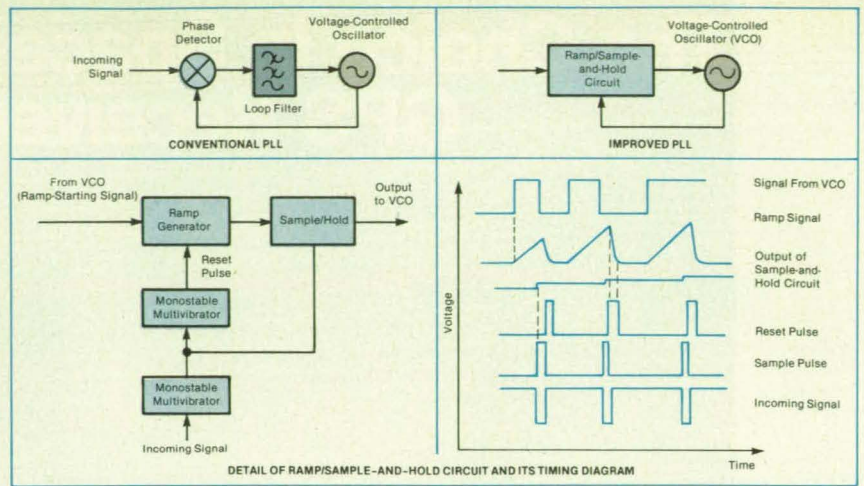 Phase
Detector
Voltage-Controlled
Oscillator
Incoming
Signal
Loop Filter
CONVENTIONAL PLL
Voltage-Controlled
Oscillator (VCO)
Ramp/Sample-
and-Hold
Circuit
IMPROVED PLL
From VCO
(Ramp-Starting Signal)
Output
to VCO
Ramp
Generator
Sample/Hold
Reset
Pulse
Monostable
Multivibrator
Monostable
Multivibrator
Incoming Signal
Voltage
Signal From VCO
Ramp Signal
Output of
Sample-and-
Hold Circuit
Reset Pulse
Sample Pulse
Incoming Signal
Time
DETAIL OF RAMP/SAMPLE-AND-HOLD CIRCUIT AND ITS TIMING DIAGRAM